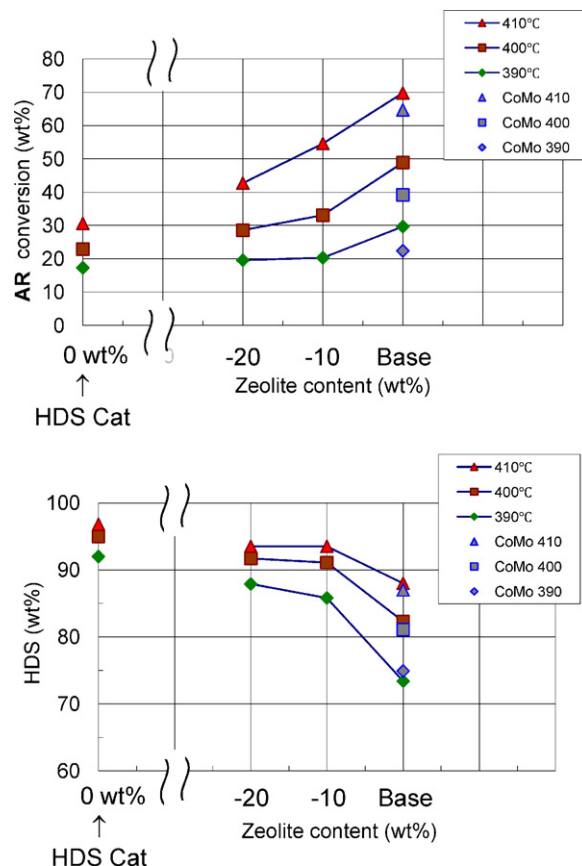 410℃
400℃
390℃
CoMo 410
CoMo 400
CoMo 390
80
70
60
50
40
30
20
10
0
AR conversion (wt%)
0 wt%
0
-20
-10
Base
Zeolite content (wt%)
↑
HDS Cat
410℃
400℃
390℃
CoMo 410
CoMo 400
CoMo 390
100
90
80
70
60
HDS (wt%)
0 wt%
-20
-10
Base
Zeolite content (wt%)
↑
HDS Cat